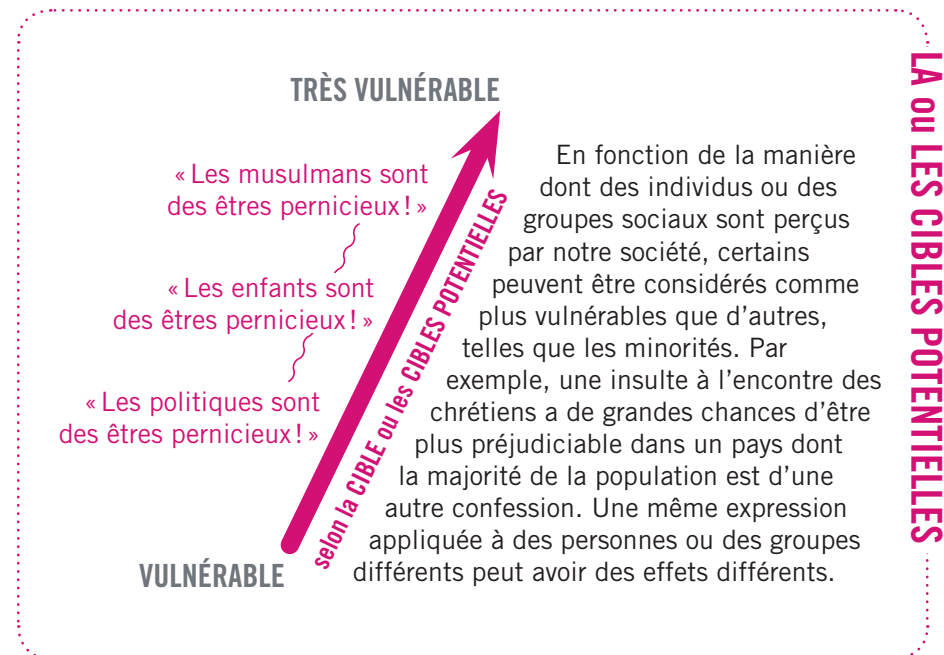 LA ou LES CIBLES POTENTIELLES
TRÈS VULNÉRABLE
« Les musulmans sont
des êtres pernicieux ! »
« Les enfants sont
des êtres pernicieux ! »
« Les politiques sont
des êtres pernicieux ! »
VULNÉRABLE
selon la CIBLE ou les CIBLES POTENTIELLES
En fonction de la manière
dont des individus ou des
groupes sociaux sont perçus
par notre société, certains
peuvent être considérés comme
plus vulnérables que d’autres,
telles que les minorités. Par
exemple, une insulte à l’encontre des
chrétiens a de grandes chances d’être
plus préjudiciable dans un pays dont
la majorité de la population est d’une
autre confession. Une même expression
appliquée à des personnes ou des groupes
différents peut avoir des effets différents.